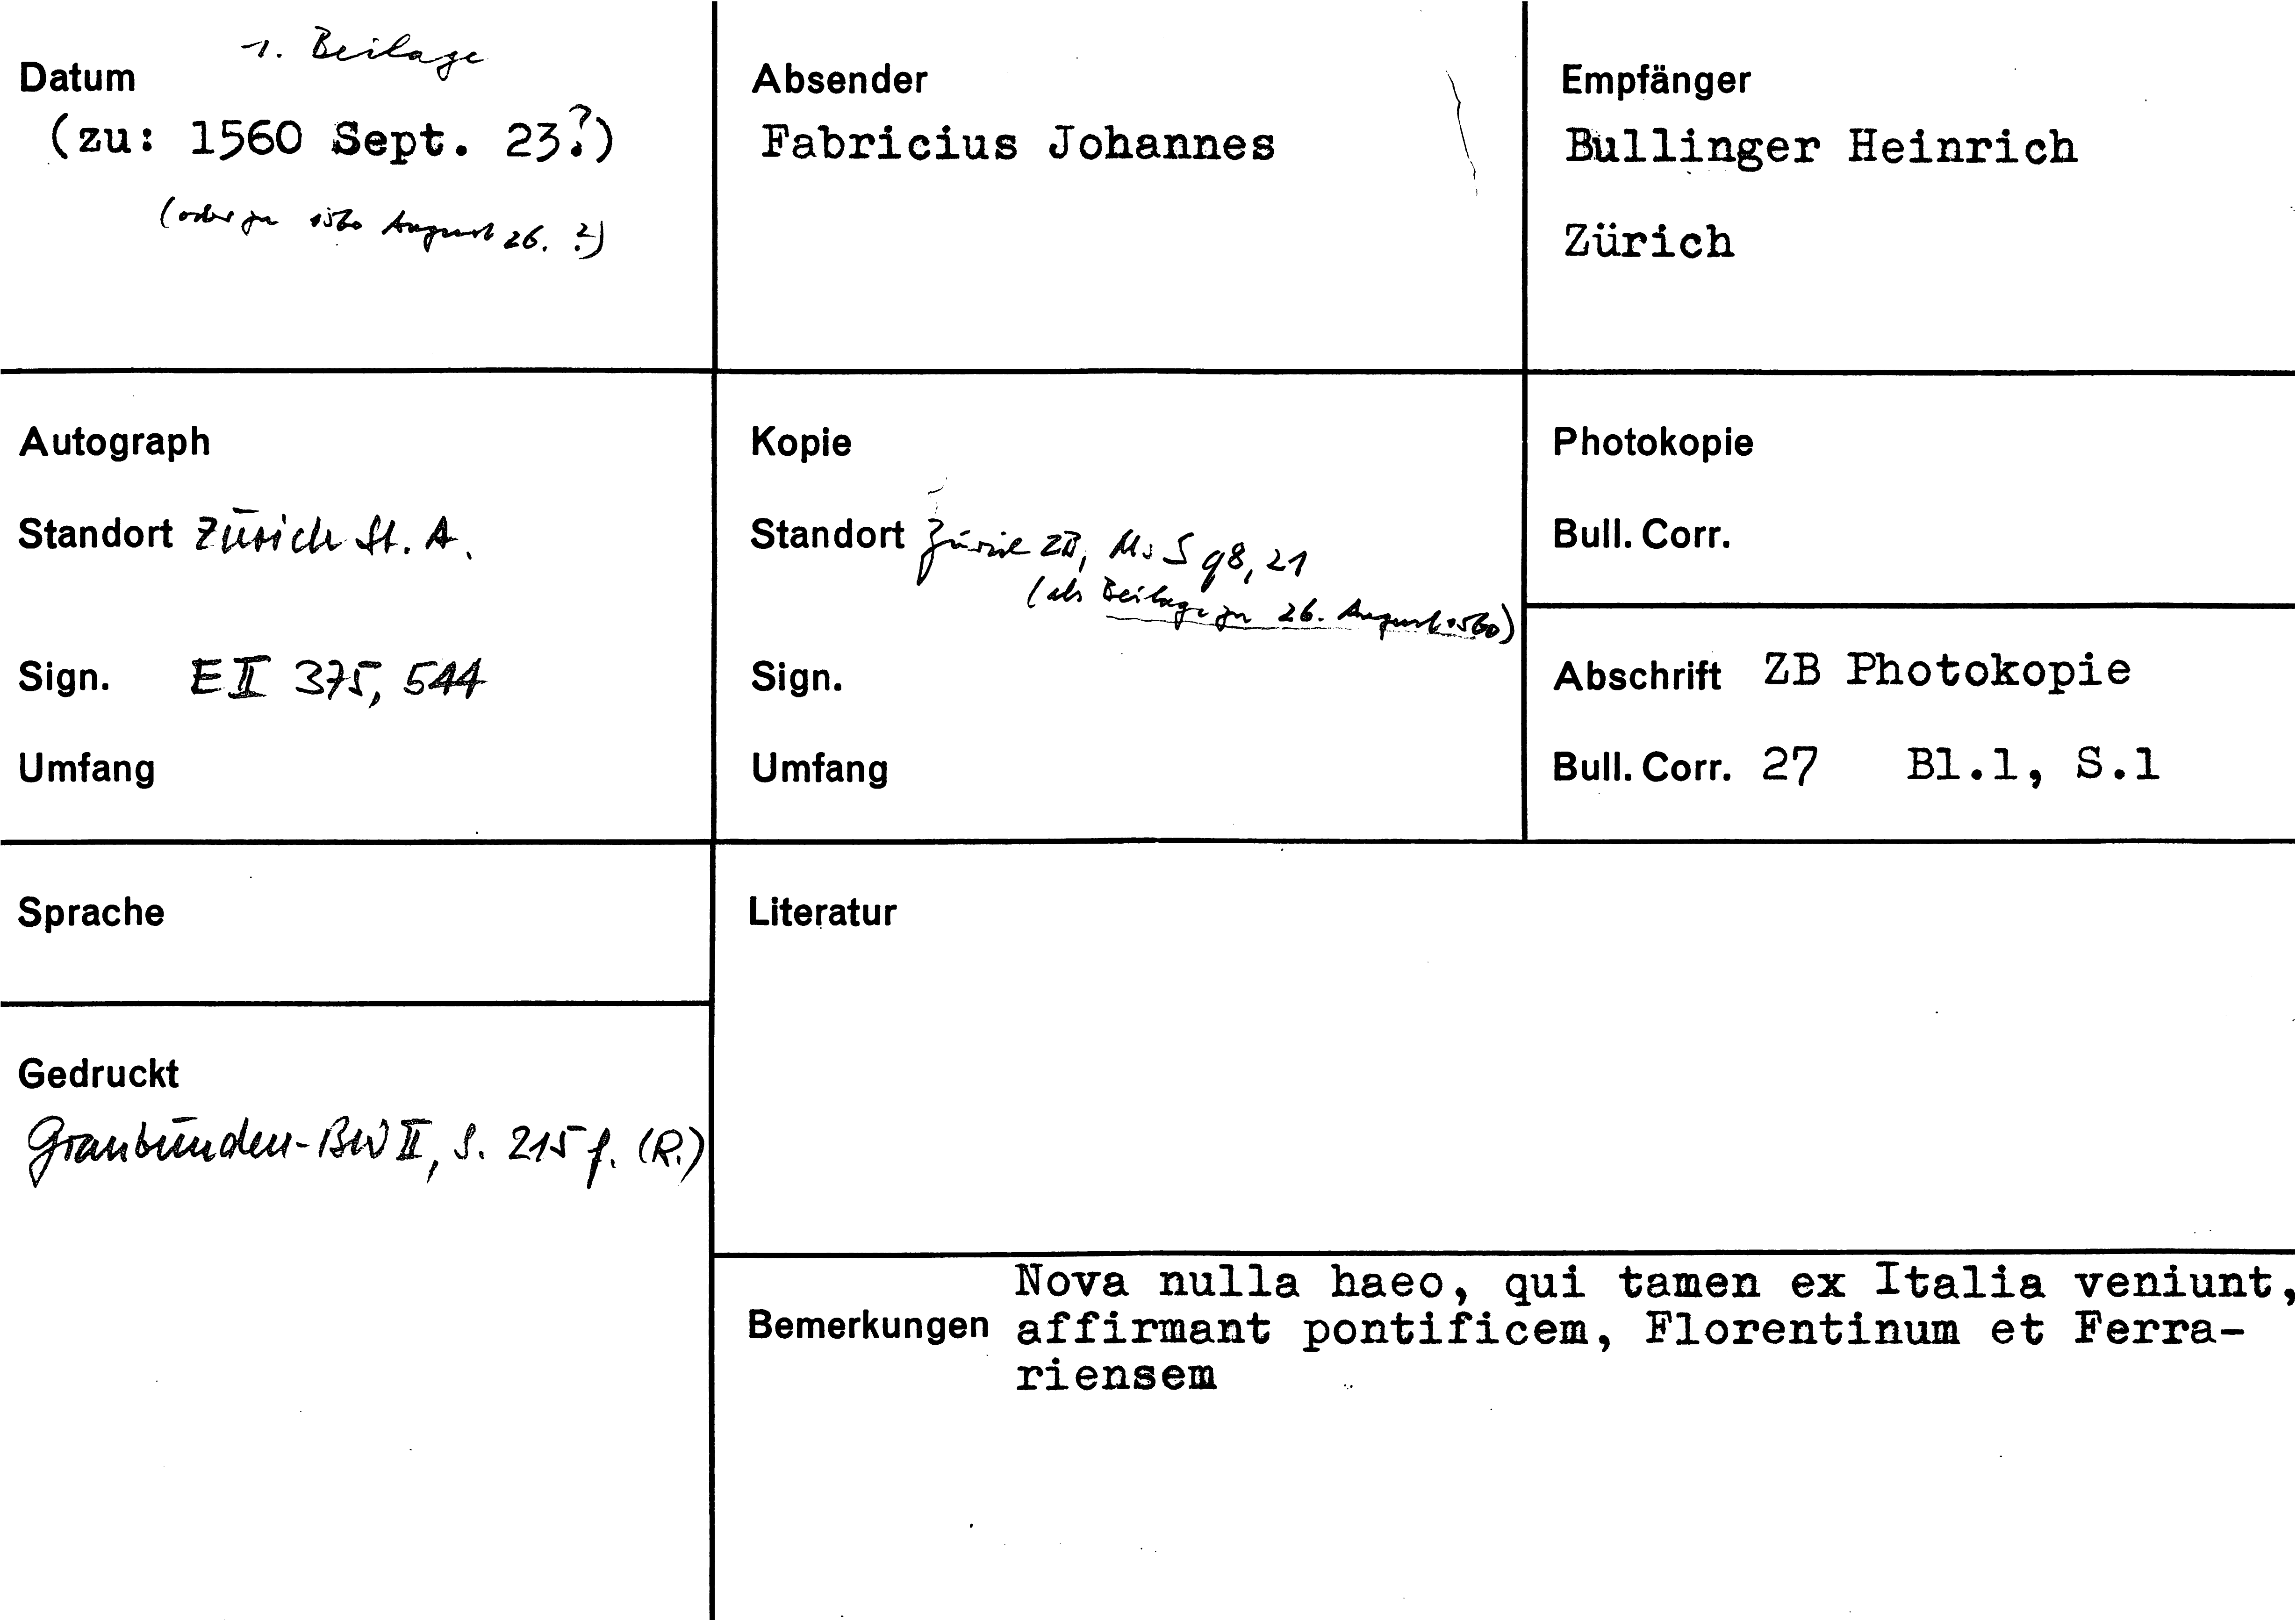 1. Beilage
Datum
(zu: 1560 Sept. 23?)
(oder zu 1560 August 26. ?)
Absender
Fabricius Johannes
Empfänger
Bullinger Heinrich
Zürich
Autograph
Standort Zürich St. A.
Sign. E II 375, 544
Umfang
Kopie
Standort Zürich ZB, Ms S 98, 21
(als Beilage zu 26. August 1560)
Sign.
Umfang
Photokopie
Bull. Corr.
Abschrift ZB Photokopie
Bull. Corr. 27 Bl.1, S.1
Sprache
Gedruckt
Graubünden-BW II, S. 215 f. (R.)
Literatur
Bemerkungen
Nova nulla haeo, qui tamen ex Italia veniunt,
affirmant pontificem, Florentinum et Ferra-
riensem